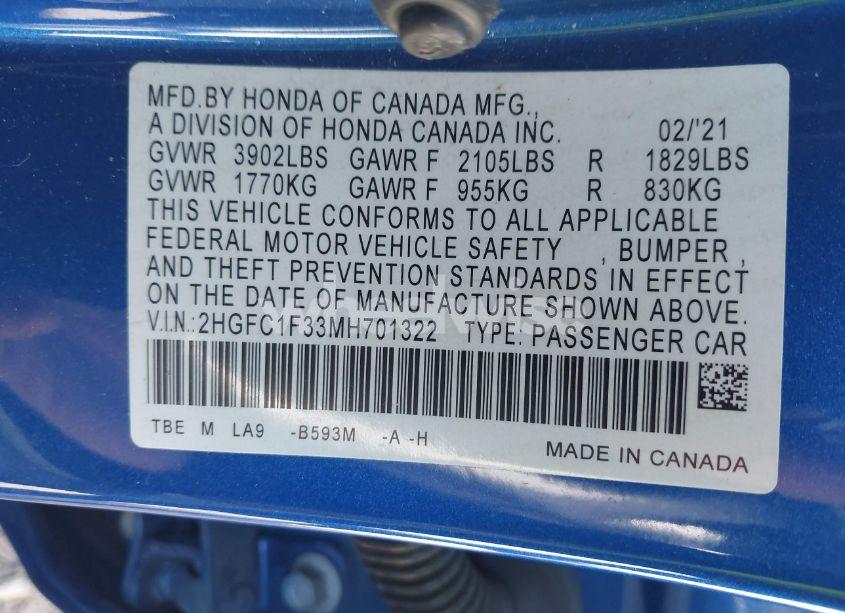 MFD.BY HONDA OF CANADA MFG.,
A DIVISION OF HONDA CANADA INC. 02/'21
GVWR 3902LBS GAWR F 2105LBS R 1829LBS
GVWR 1770KG GAWR F 955KG R 830KG
THIS VEHICLE CONFORMS TO ALL APPLICABLE
FEDERAL MOTOR VEHICLE SAFETY , BUMPER ,
AND THEFT PREVENTION STANDARDS IN EFFECT
ON THE DATE OF MANUFACTURE SHOWN ABOVE.
V.I.N.: 2HGFC1F33MH701322 TYPE: PASSENGER CAR
TBE M LA9 -B593M -A -H
MADE IN CANADA